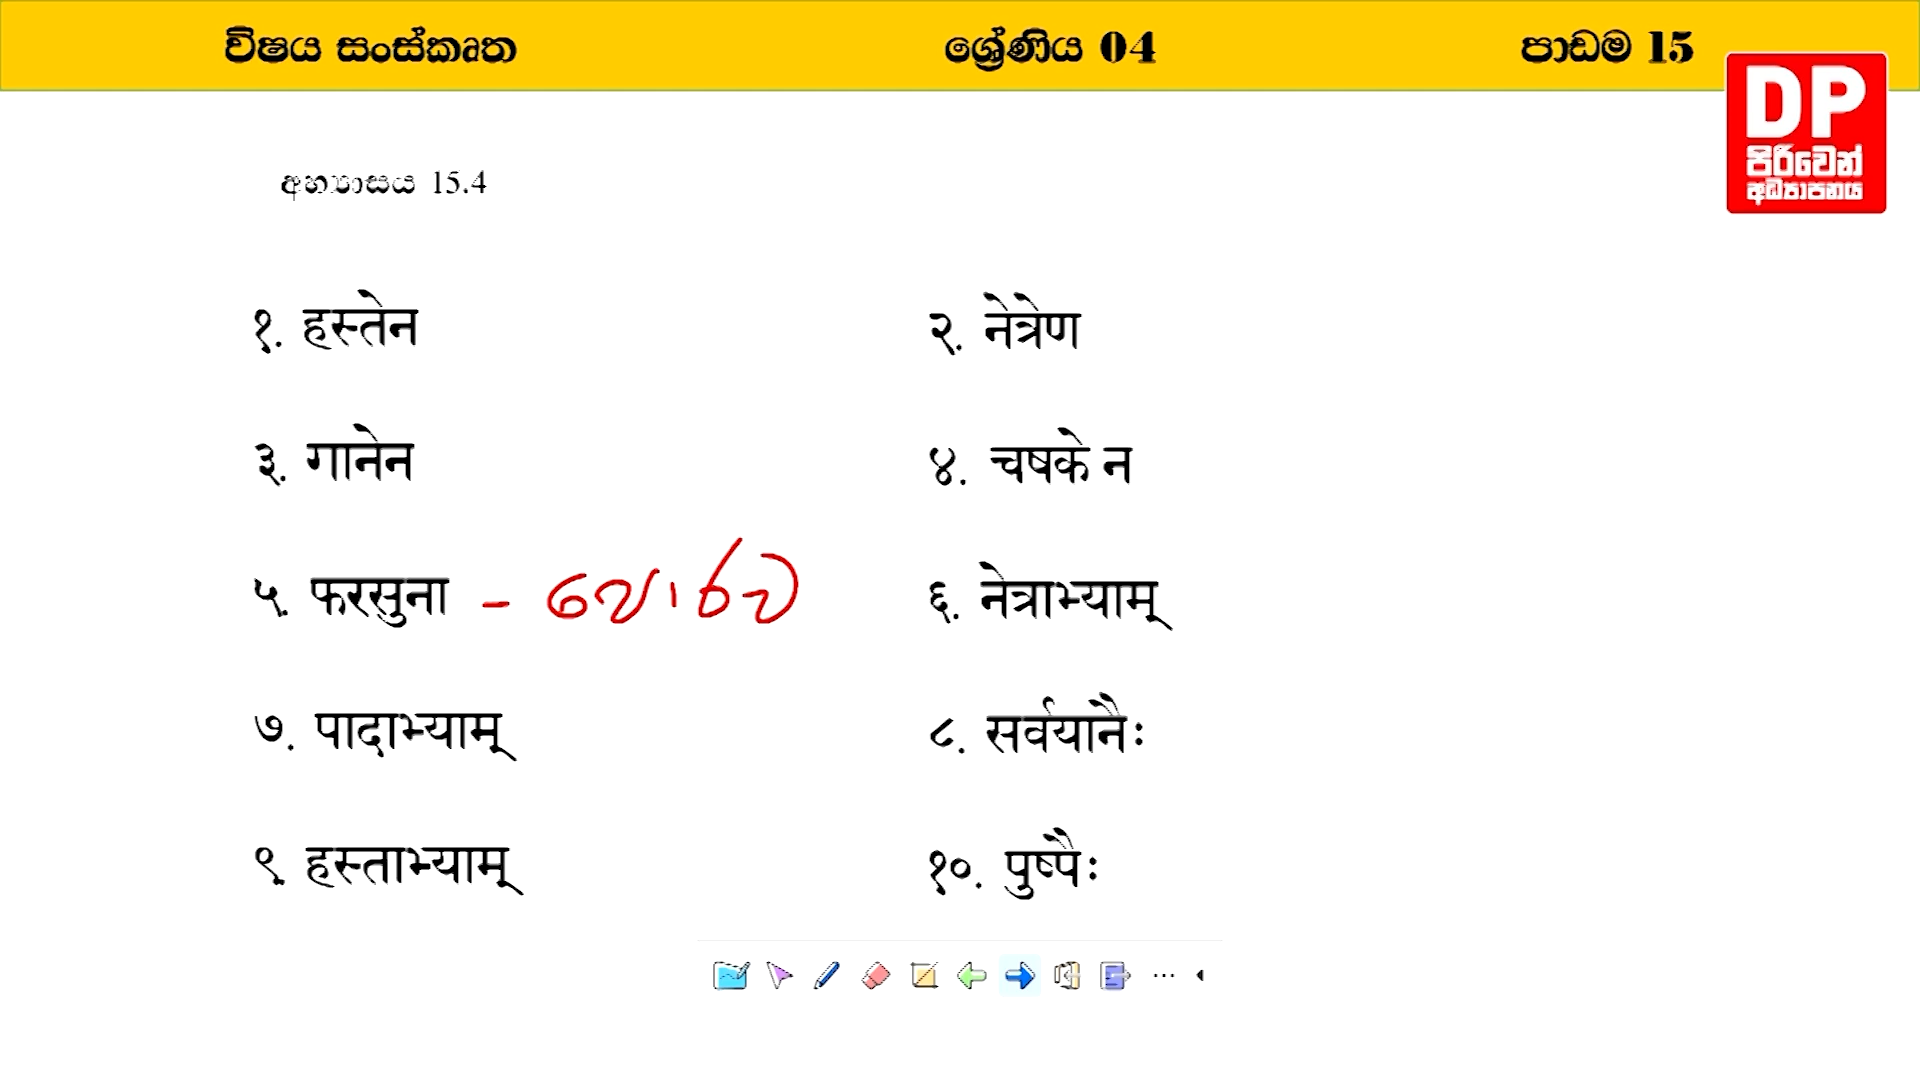 විෂය සංස්කෘත ශ්‍රේණිය 04 පාඩම 15
DP
පිරිවෙන්
අධ්‍යාපනය
අභ්‍යාසය 15.4
१. हस्तेन २. नेत्रेण
३. गानेन ४. चषके न
५. फरसुना - පොරව ६. नेत्राभ्याम्
७. पादाभ्याम् ८. सर्वयानैः
९. हस्ताभ्याम् १०. पुष्पैः